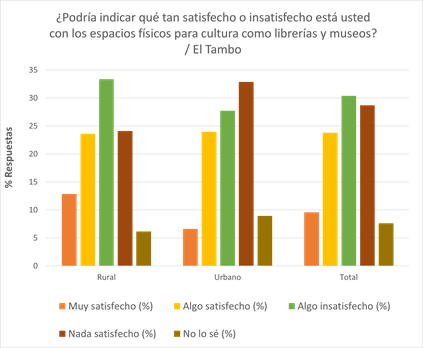 ¿Podría indicar qué tan satisfecho o insatisfecho está usted
con los espacios físicos para cultura como librerías y museos?
/ El Tambo
35
30
25
20
15
10
5
0
% Respuestas
Rural
Urbano
Total
Muy satisfecho (%)
Algo satisfecho (%)
Algo insatisfecho (%)
Nada satisfecho (%)
No lo sé (%)